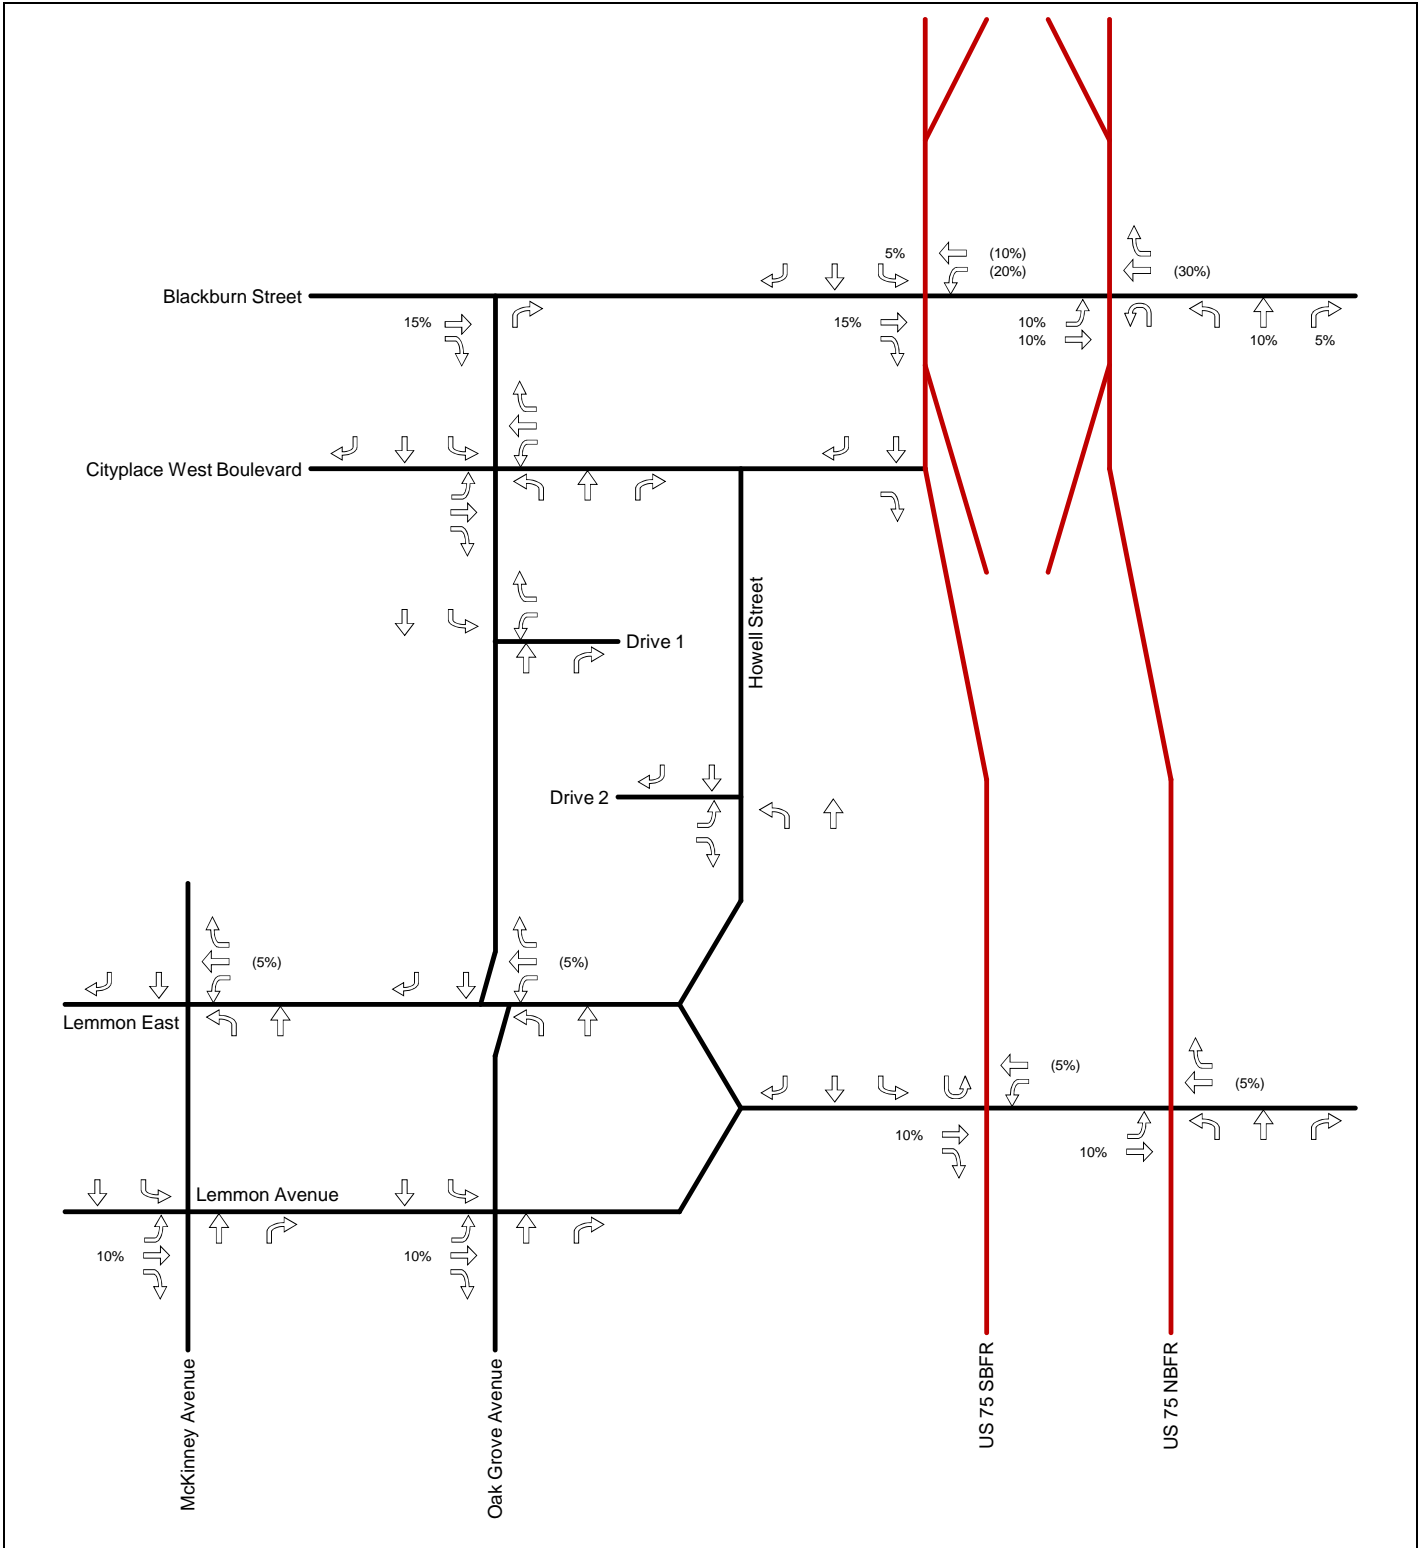 5%
(10%)
(20%)
(30%)
Blackburn Street
15%
15%
10%
10%
10%
5%
Cityplace West Boulevard
Howell Street
Drive 1
Drive 2
(5%)
(5%)
Lemmon East
(5%)
(5%)
10%
10%
Lemmon Avenue
10%
10%
McKinney Avenue
Oak Grove Avenue
US 75 SBFR
US 75 NBFR